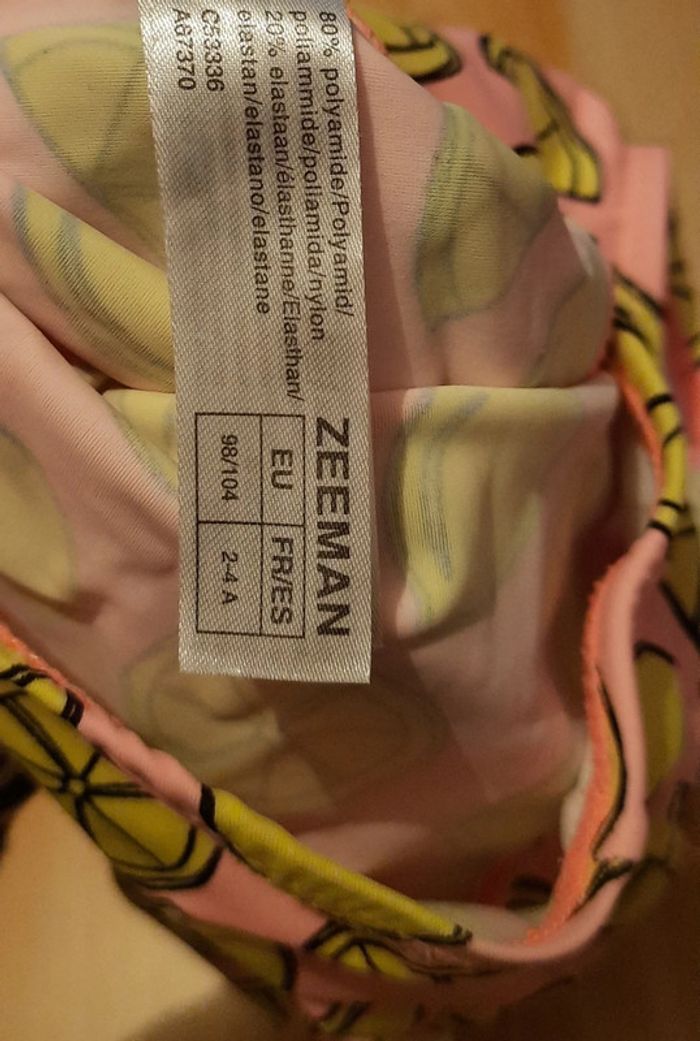 80% polyamide/Polyamid/
poliammide/poliamida/nylon
20% elastaan/élasthanne/Elasthan/
elastan/elastano/elastane
C53336
A67370
ZEEMAN
EU FR/ES
98/104 2-4 A